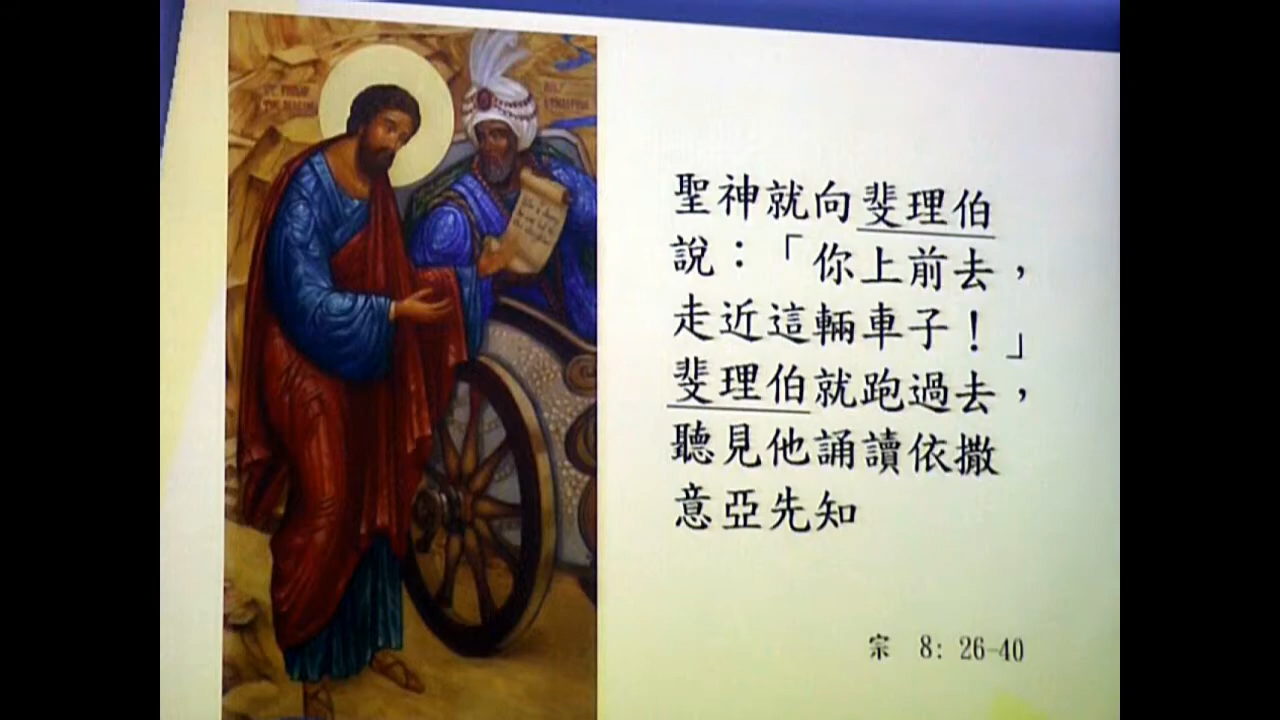 聖神就向斐理伯
說：「你上前去，
走近這輛車子！」
斐理伯就跑過去，
聽見他誦讀依撒
意亞先知
宗 8: 26-40